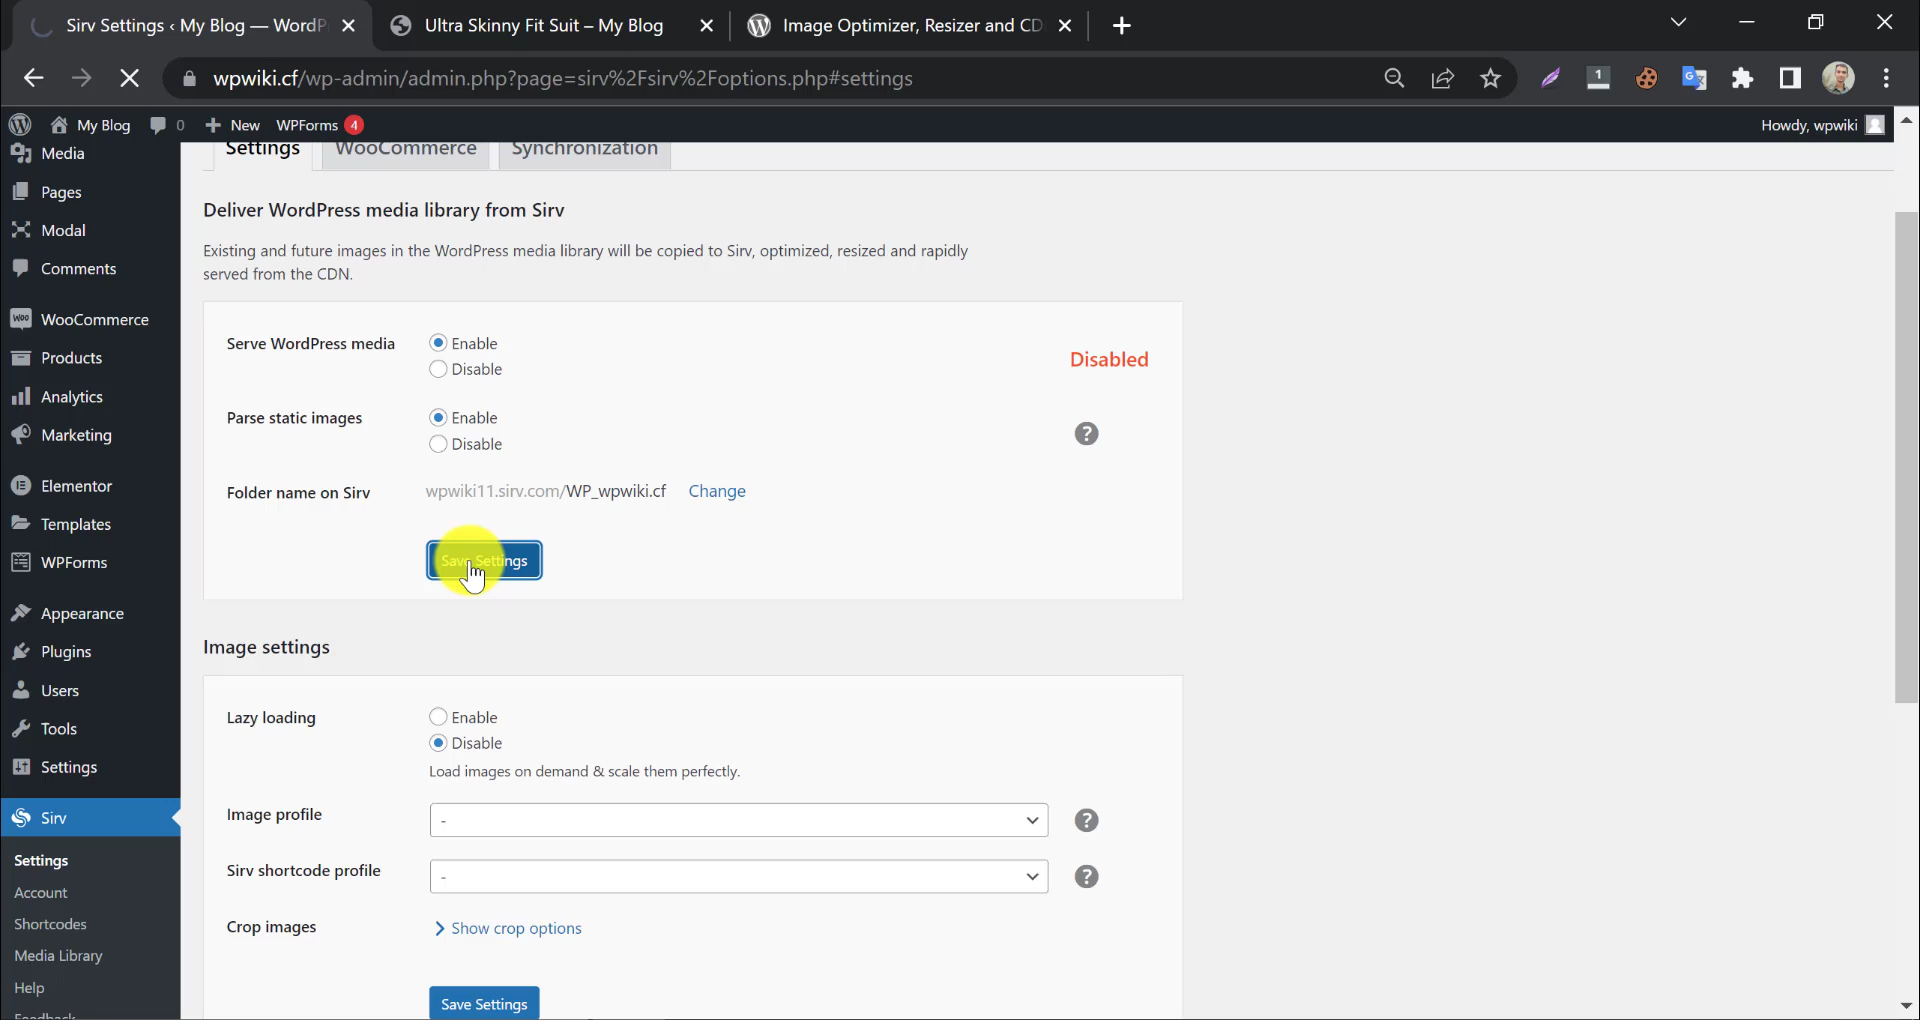 Sirv Settings ‹ My Blog — WordP
Ultra Skinny Fit Suit – My Blog
Image Optimizer, Resizer and CD
wpwiki.cf/wp-admin/admin.php?page=sirv%2Fsirv%2Foptions.php#settings
1
My Blog
0
New
WPForms 4
Howdy, wpwiki
Media
Pages
Modal
Comments
WooCommerce
Products
Analytics
Marketing
Elementor
Templates
WPForms
Appearance
Plugins
Users
Tools
Settings
Sirv
Settings
Account
Shortcodes
Media Library
Help
Feedback
Settings
WooCommerce
Synchronization
Deliver WordPress media library from Sirv
Existing and future images in the WordPress media library will be copied to Sirv, optimized, resized and rapidly
served from the CDN.
Serve WordPress media
Enable
Disable
Disabled
Parse static images
Enable
Disable
?
Folder name on Sirv
wpwiki11.sirv.com/WP_wpwiki.cf
Change
Save Settings
Image settings
Lazy loading
Enable
Disable
Load images on demand & scale them perfectly.
Image profile
-
?
Sirv shortcode profile
-
?
Crop images
Show crop options
Save Settings